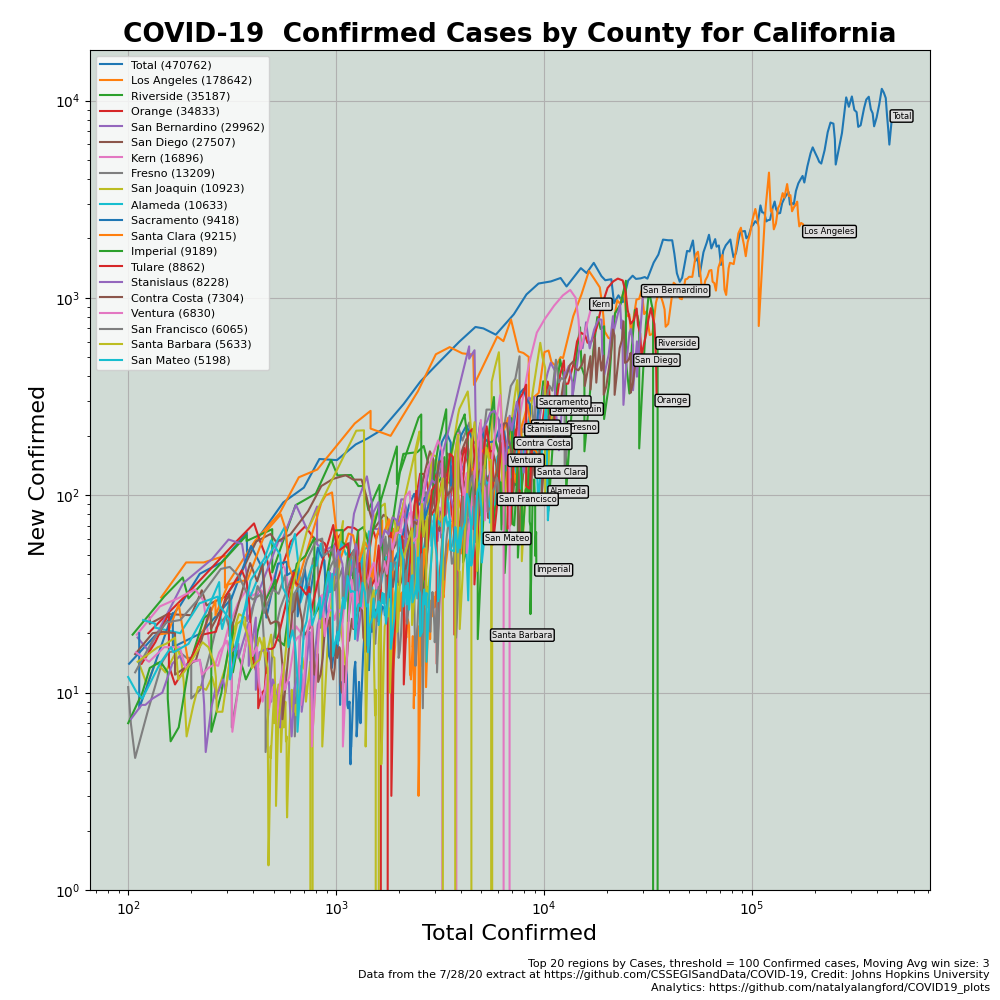 COVID-19  Confirmed Cases by County for California
Total (470762)
Los Angeles (178642)
Riverside (35187)
Orange (34833)
San Bernardino (29962)
San Diego (27507)
Kern (16896)
Fresno (13209)
San Joaquin (10923)
Alameda (10633)
Sacramento (9418)
Santa Clara (9215)
Imperial (9189)
Tulare (8862)
Stanislaus (8228)
Contra Costa (7304)
Ventura (6830)
San Francisco (6065)
Santa Barbara (5633)
San Mateo (5198)
Total
Los Angeles
San Bernardino
Kern
Riverside
San Diego
Orange
Sacramento
San Joaquin
Fresno
Stanislaus
Contra Costa
Ventura
Santa Clara
Alameda
San Francisco
San Mateo
Imperial
Santa Barbara
New Confirmed
10^4
10^3
10^2
10^1
10^0
10^2 10^3 10^4 10^5
Total Confirmed
Top 20 regions by Cases, threshold = 100 Confirmed cases, Moving Avg win size: 3
Data from the 7/28/20 extract at https://github.com/CSSEGISandData/COVID-19, Credit: Johns Hopkins University
Analytics: https://github.com/natalyalangford/COVID19_plots